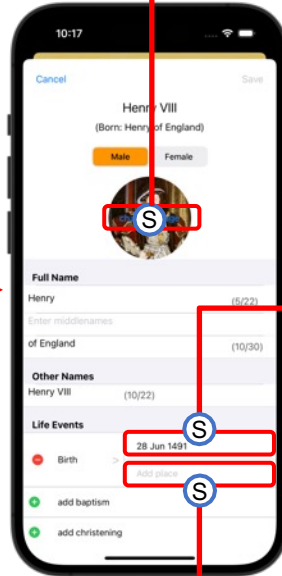 10:17
Cancel Save
Henry VIII
(Born: Henry of England)
Male Female
S
Full Name
Henry (5/22)
Enter middlenames
of England (10/30)
Other Names
Henry VIII (10/22)
Life Events
S
28 Jun 1491
Birth >
Add place
S
add baptism
add christening